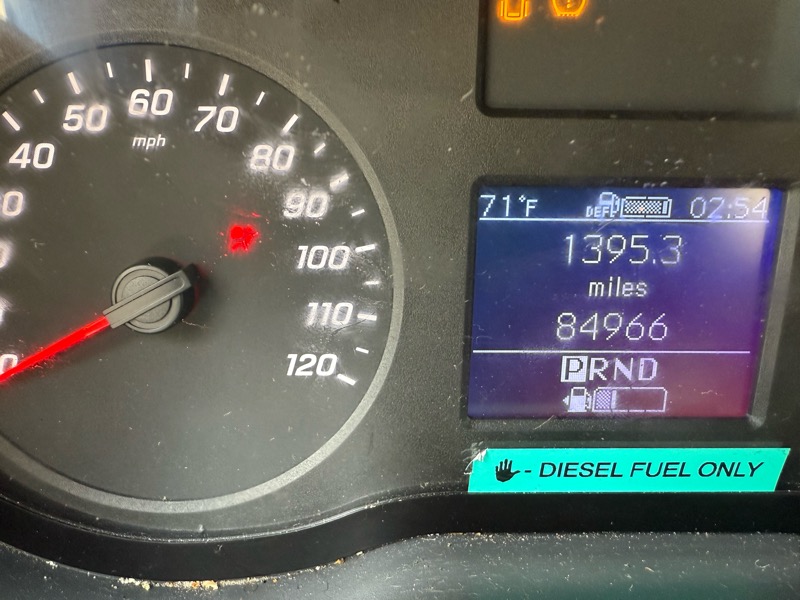 40
50
60
70
80
90
100
110
120
mph
71°F DEF 02:54
1395.3
miles
84966
PRND
- DIESEL FUEL ONLY